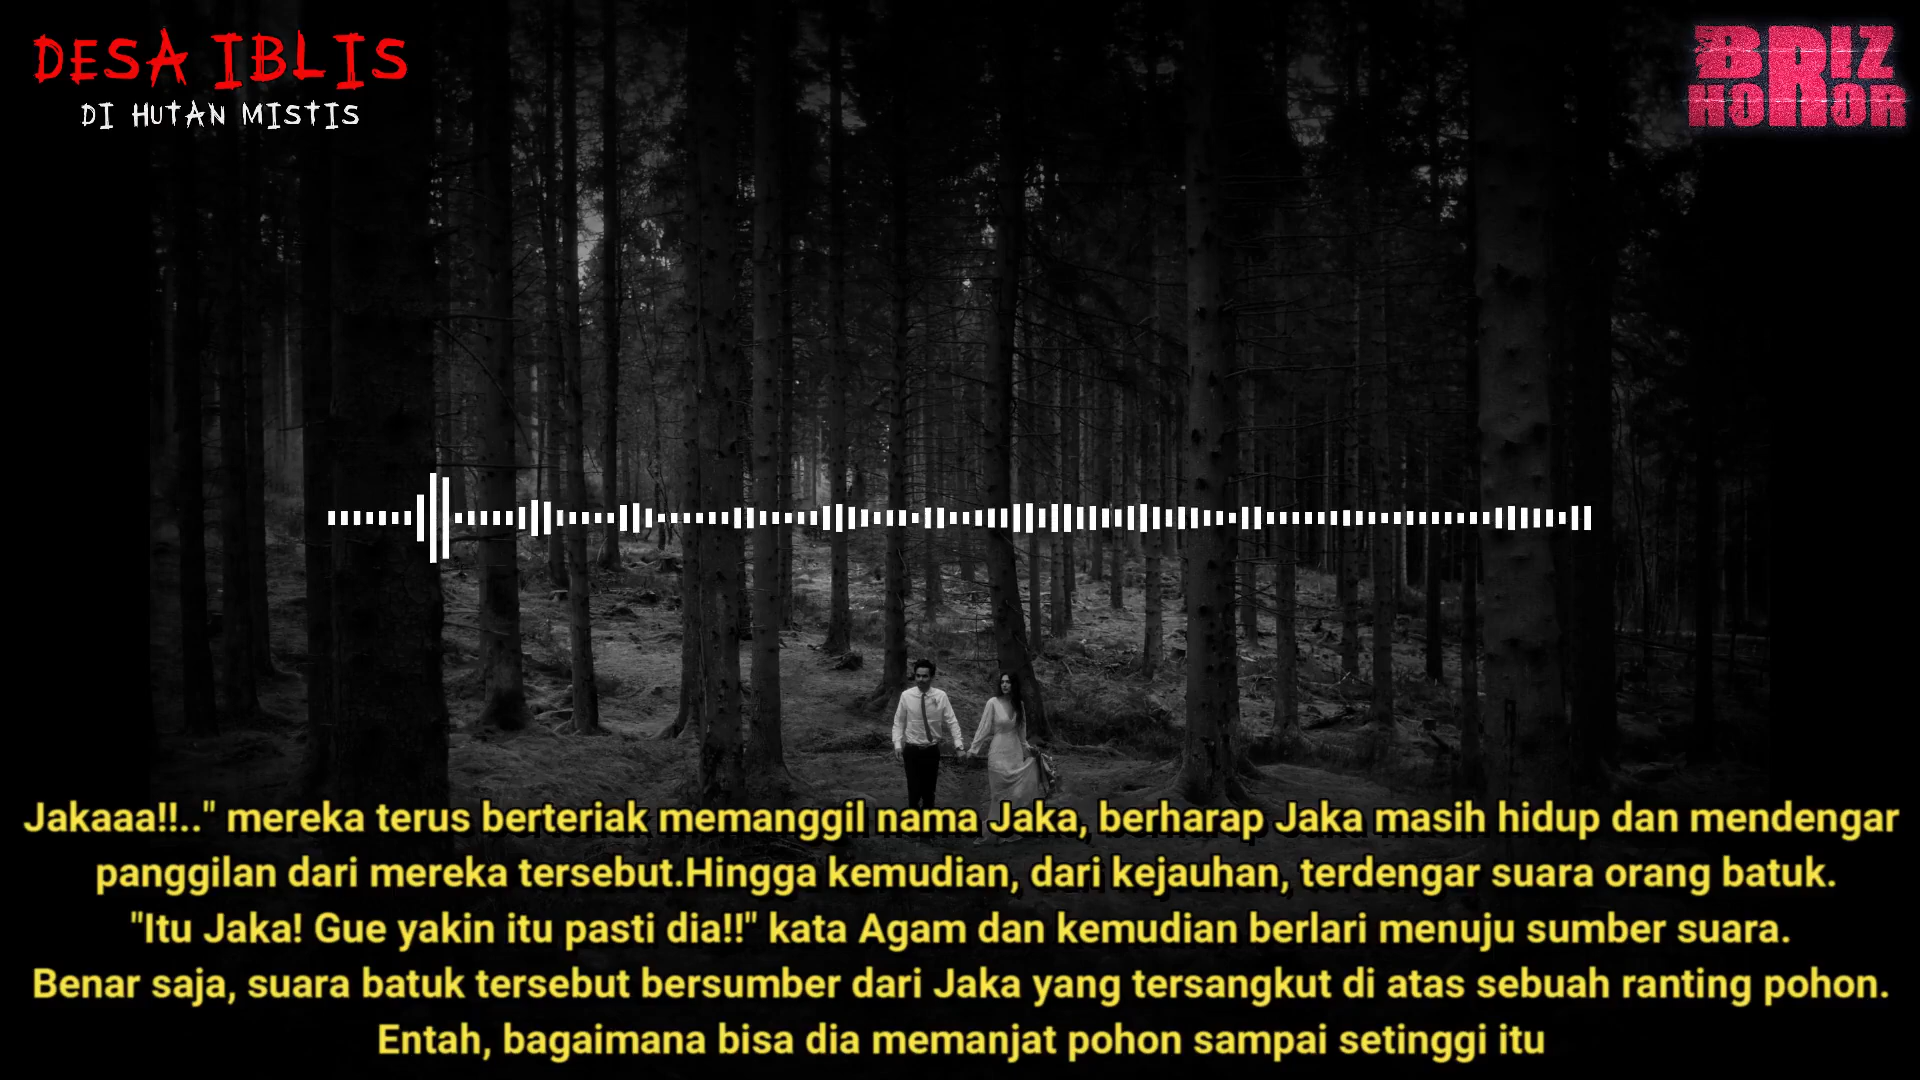 DESA IBLIS
DI HUTAN MISTIS
BRIZ
HOROR
Jakaaa!!.." mereka terus berteriak memanggil nama Jaka, berharap Jaka masih hidup dan mendengar
panggilan dari mereka tersebut.Hingga kemudian, dari kejauhan, terdengar suara orang batuk.
"Itu Jaka! Gue yakin itu pasti dia!!" kata Agam dan kemudian berlari menuju sumber suara.
Benar saja, suara batuk tersebut bersumber dari Jaka yang tersangkut di atas sebuah ranting pohon.
Entah, bagaimana bisa dia memanjat pohon sampai setinggi itu